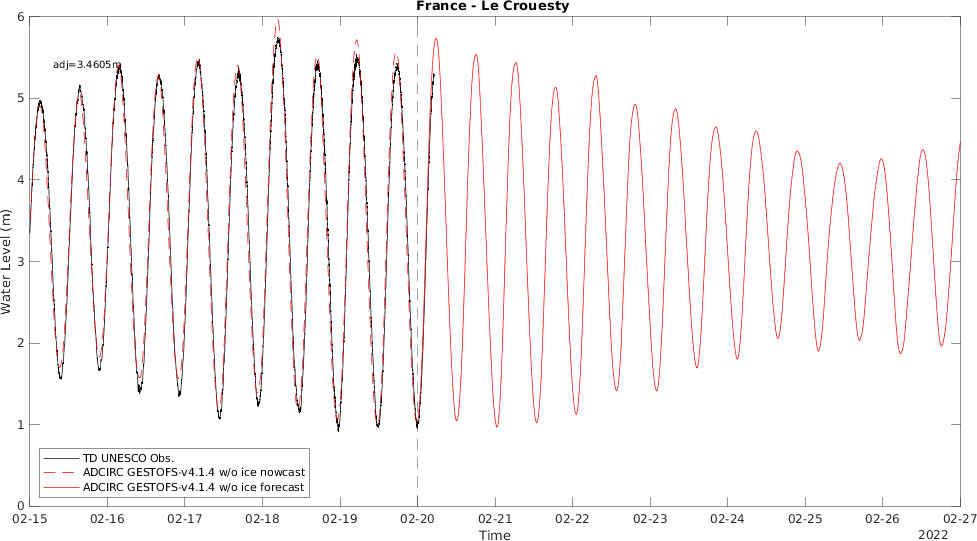 France - Le Crouesty
6
adj=3.4605m
5
4
3
2
1
0
Water Level (m)
TD UNESCO Obs.
ADCIRC GESTOFS-v4.1.4 w/o ice nowcast
ADCIRC GESTOFS-v4.1.4 w/o ice forecast
02-15 02-16 02-17 02-18 02-19 02-20 02-21 02-22 02-23 02-24 02-25 02-26 02-27
Time
2022